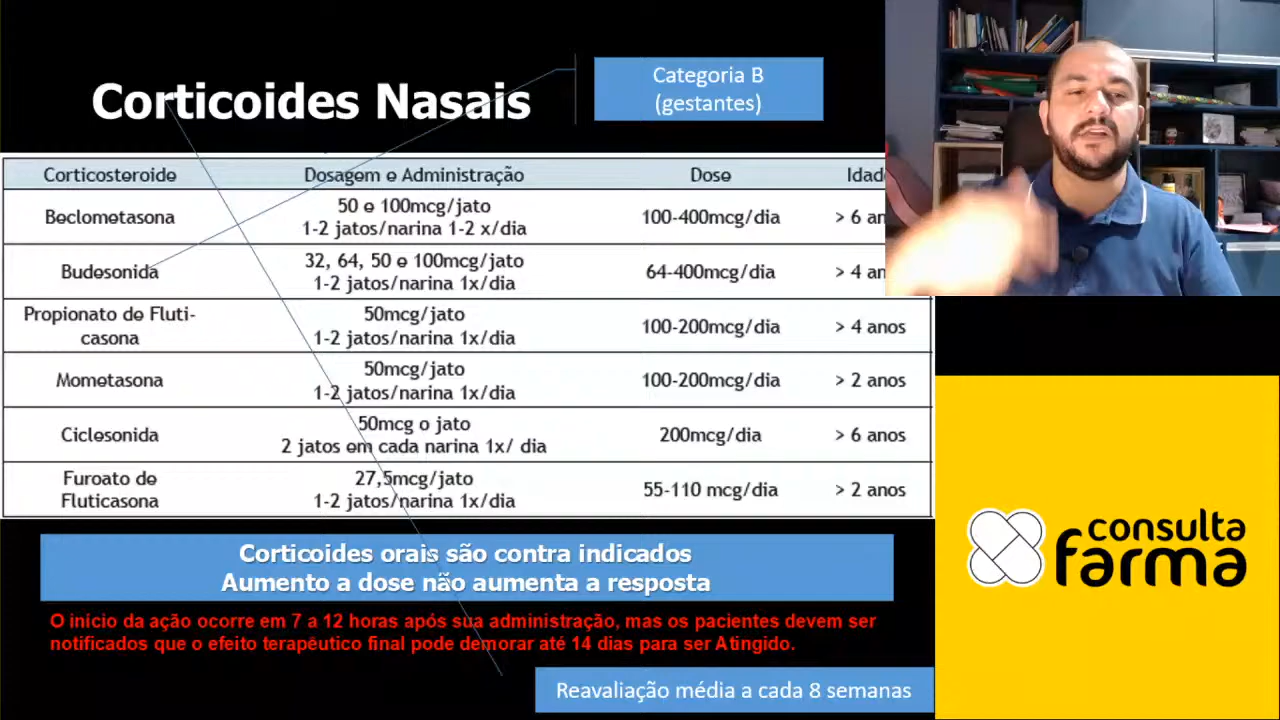 Corticoides Nasais
Categoria B
(gestantes)
Corticosteroide Dosagem e Administração Dose
Beclometasona 50 e 100mcg/jato 1-2 jatos/narina 1-2 x/dia 100-400mcg/dia > 6
Budesonida 32, 64, 50 e 100mcg/jato 1-2 jatos/narina 1x/dia 64-400mcg/dia > 4
Propionato de Fluti-
casona 50mcg/jato 1-2 jatos/narina 1x/dia 100-200mcg/dia > 4 anos
Mometasona 50mcg/jato 1-2 jatos/narina 1x/dia 100-200mcg/dia > 2 anos
Ciclesonida 50mcg o jato 2 jatos em cada narina 1x/ dia 200mcg/dia > 6 anos
Furoato de
Fluticasona 27,5mcg/jato 1-2 jatos/narina 1x/dia 55-110 mcg/dia > 2 anos
Corticoides orais são contra indicados
Aumento a dose não aumenta a resposta
O início da ação ocorre em 7 a 12 horas após sua administração, mas os pacientes devem ser
notificados que o efeito terapêutico final pode demorar até 14 dias para ser Atingido.
Reavaliação média a cada 8 semanas
consulta
farma